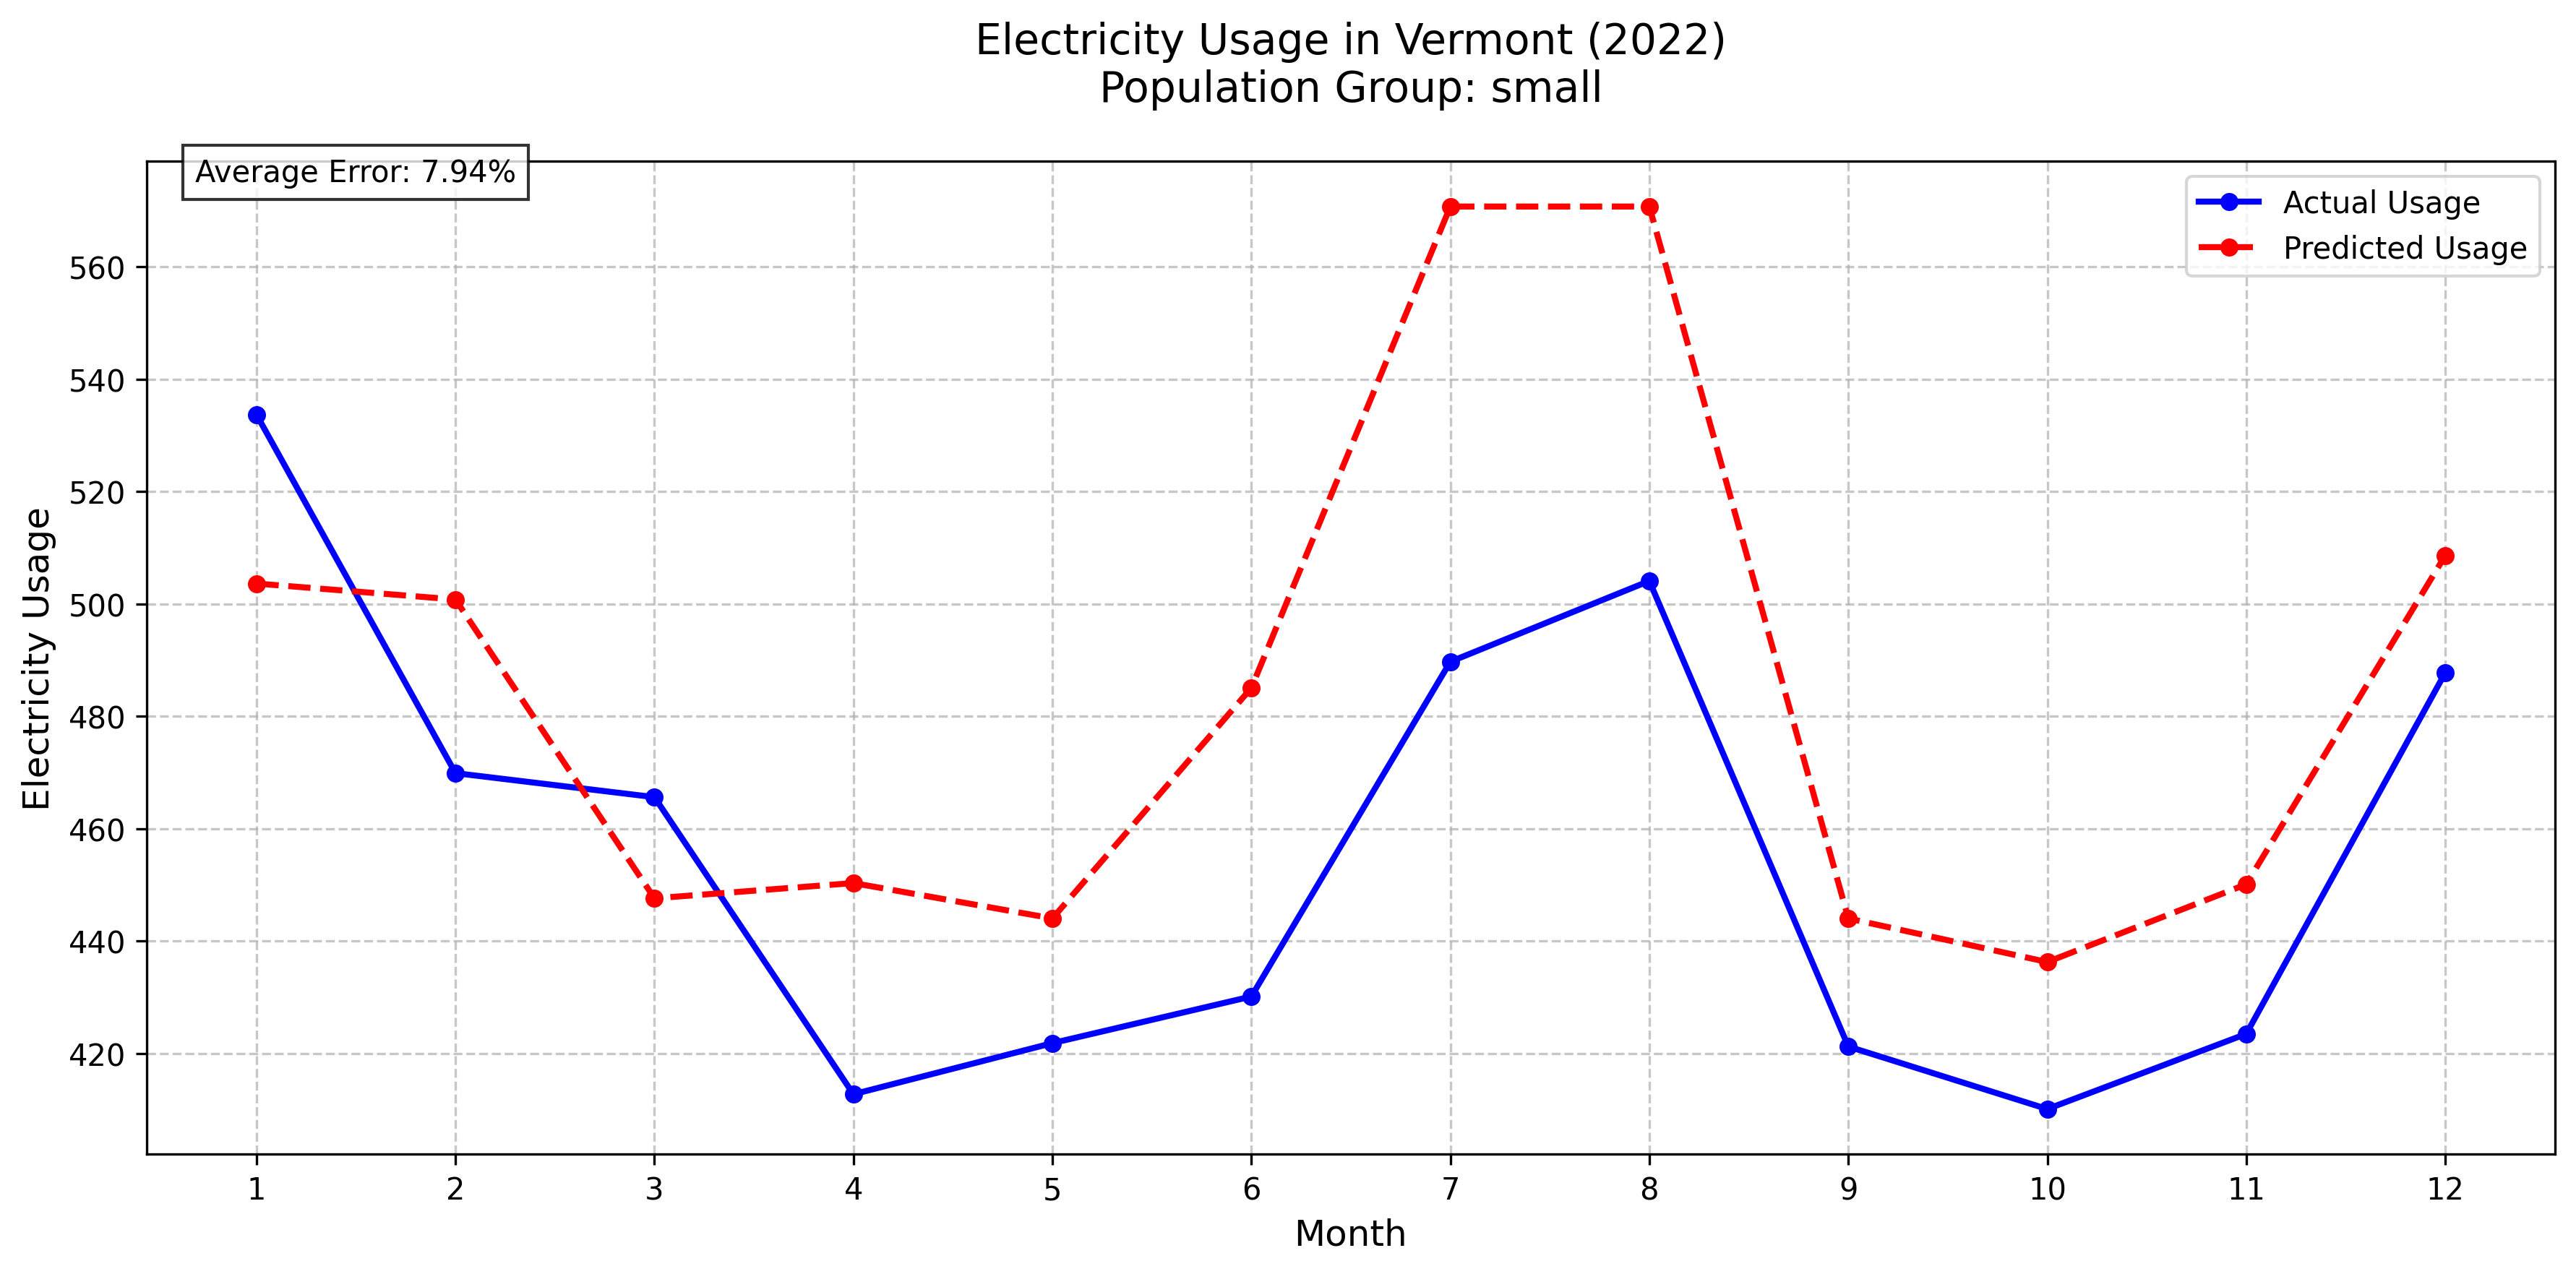 Electricity Usage in Vermont (2022)
Population Group: small
Average Error: 7.94%
Actual Usage
Predicted Usage
Electricity Usage
560
540
520
500
480
460
440
420
1 2 3 4 5 6 7 8 9 10 11 12
Month